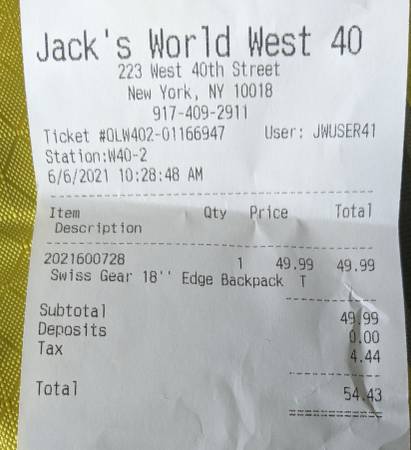 Jack's World West 40
223 West 40th Street
New York, NY 10018
917-409-2911
Ticket #OLW402-01166947 User: JWUSER41
Station:W40-2
6/6/2021 10:28:48 AM
Item Qty Price Total
Description
2021600728 1 49.99 49.99
Swiss Gear 18'' Edge Backpack T
Subtotal 49.99
Deposits 0.00
Tax 4.44
Total 54.43